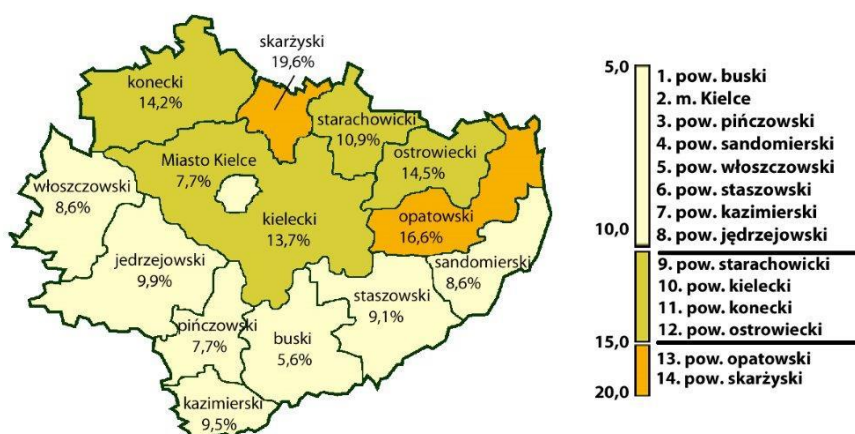 skarżyski
19,6%
konecki
14,2%
starachowicki
10,9%
Miasto Kielce
7,7%
ostrowiecki
14,5%
włoszczowski
8,6%
kielecki
13,7%
opatowski
16,6%
jedrzejowski
9,9%
sandomierski
8,6%
staszowski
9,1%
pińczowski
7,7%
buski
5,6%
kazimierski
9,5%
5,0
10,0
15,0
20,0
1. pow. buski
2. m. Kielce
3. pow. pińczowski
4. pow. sandomierski
5. pow. włoszczowski
6. pow. staszowski
7. pow. kazimierski
8. pow. jędrzejowski
9. pow. starachowicki
10. pow. kielecki
11. pow. konecki
12. pow. ostrowiecki
13. pow. opatowski
14. pow. skarżyski